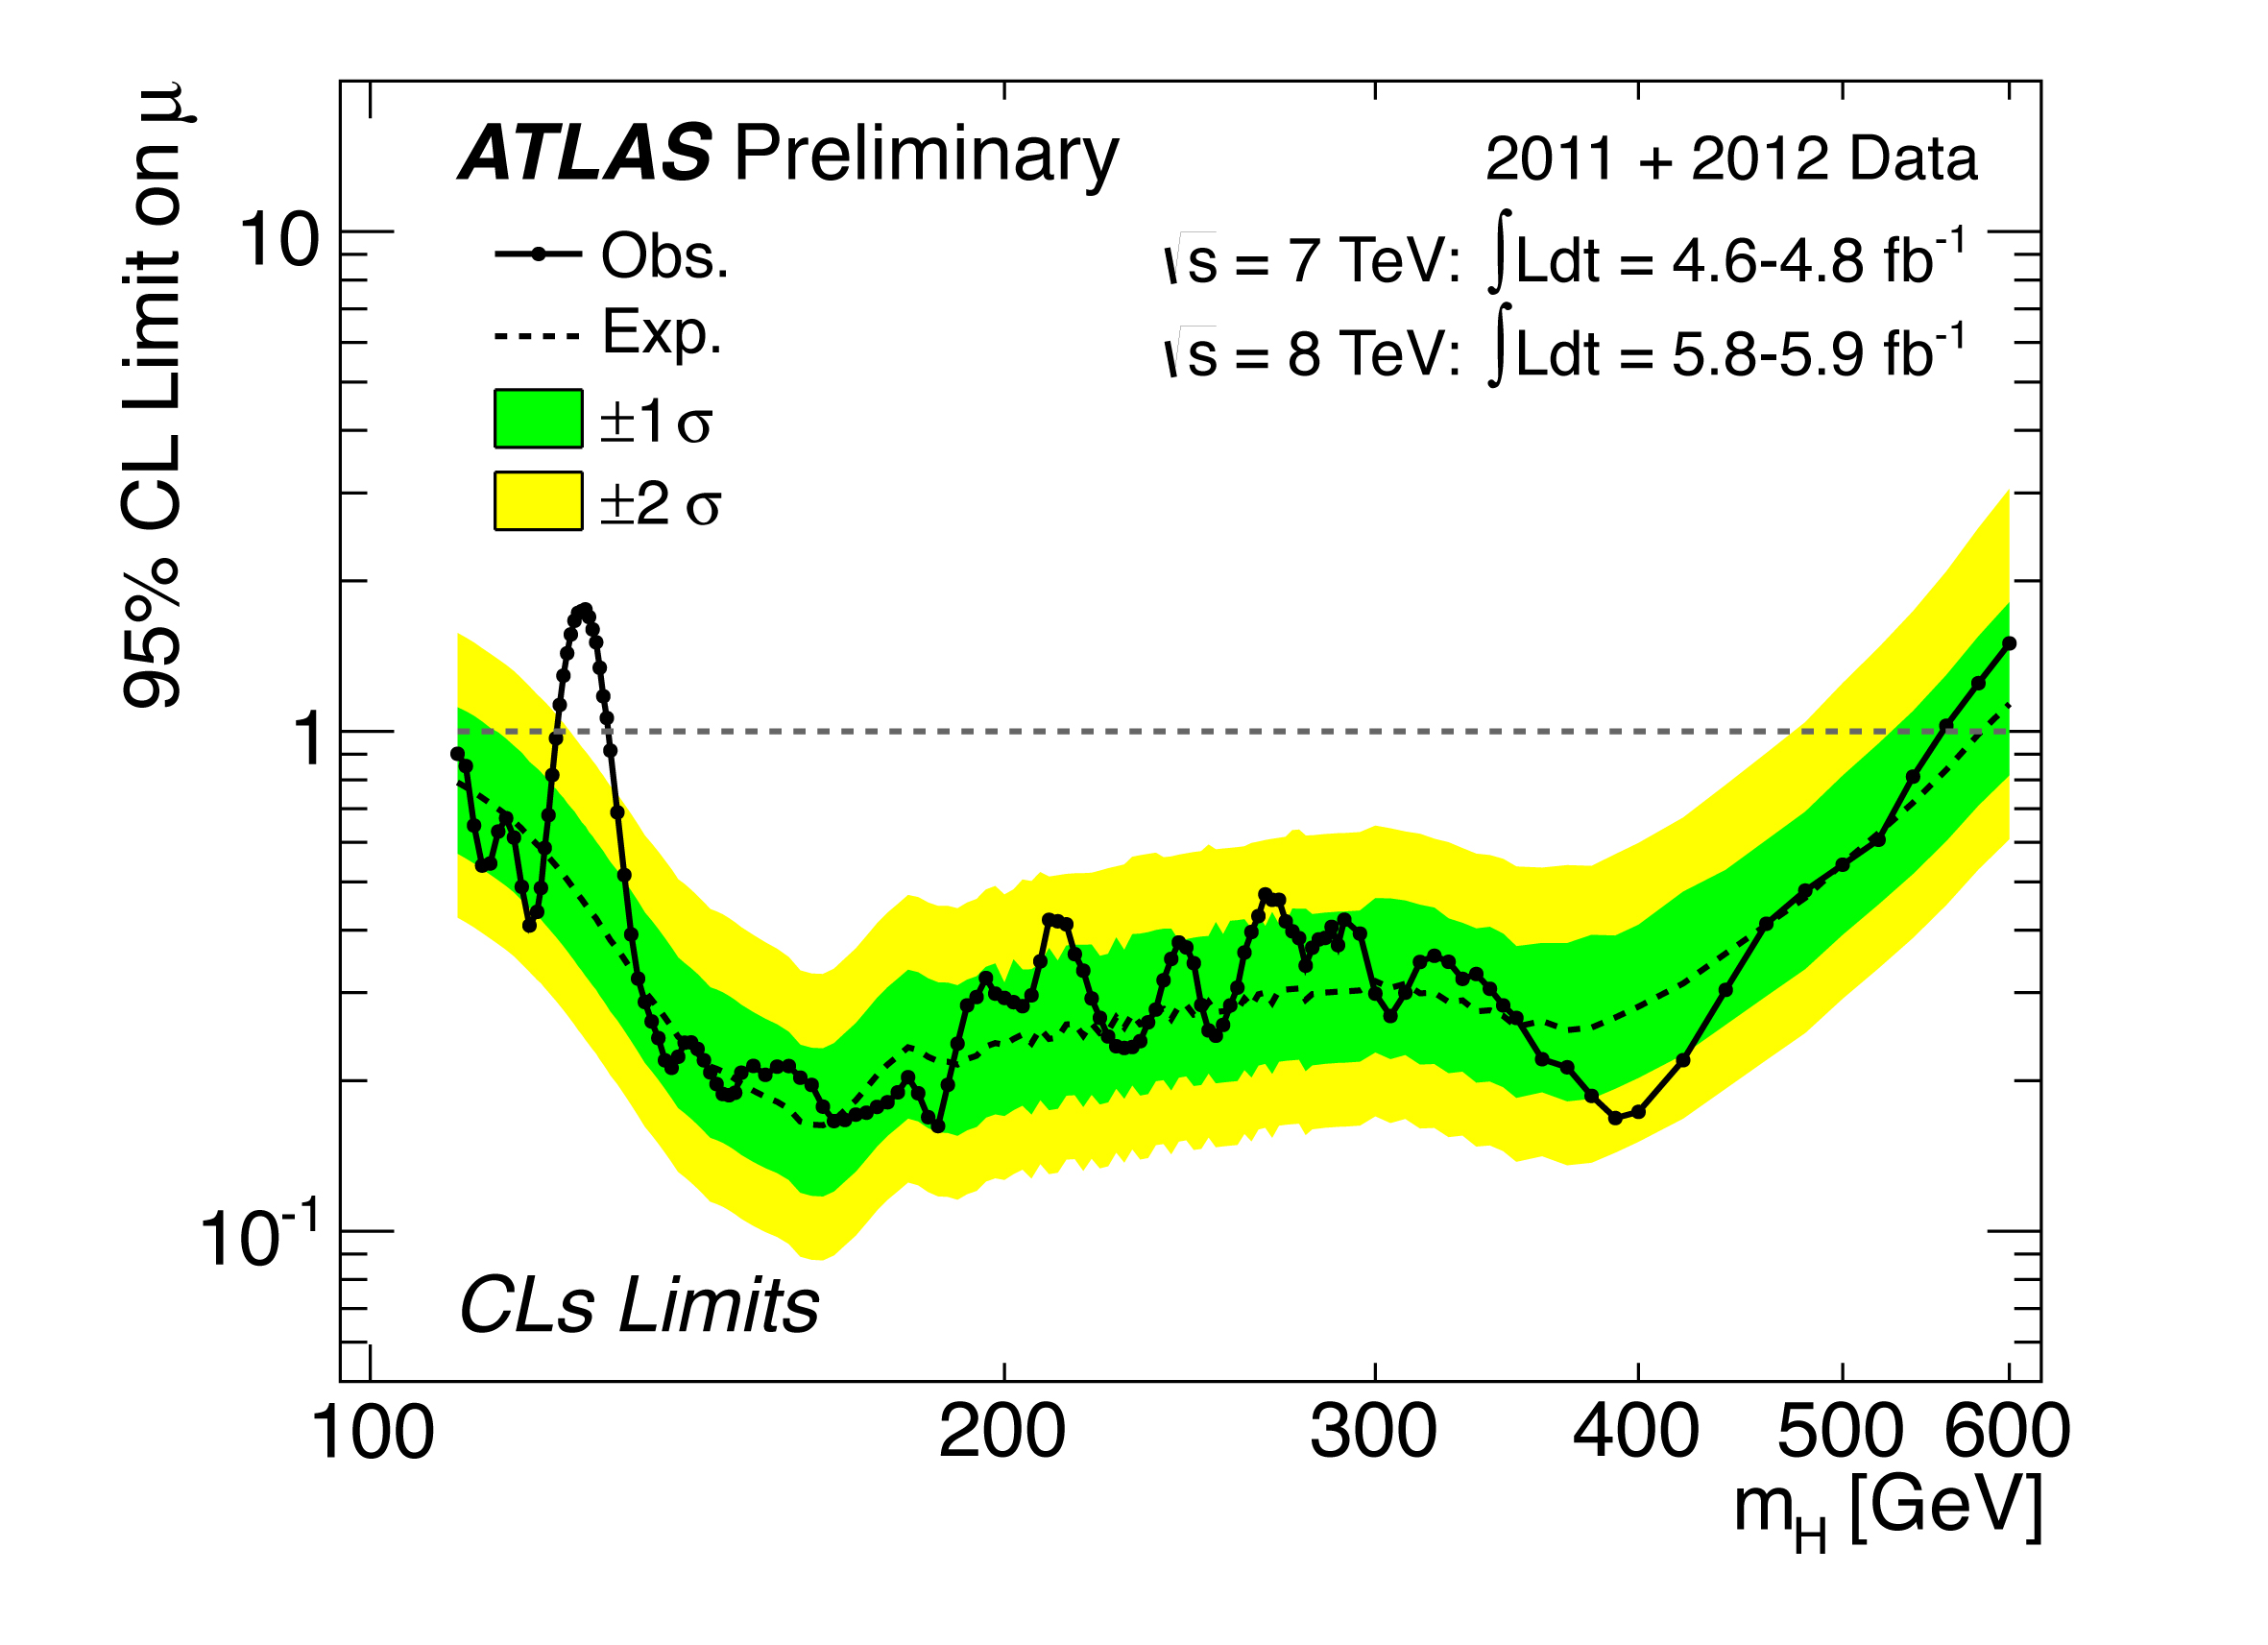 ATLAS Preliminary
2011 + 2012 Data
Obs.
√s = 7 TeV: ∫Ldt = 4.6-4.8 fb⁻¹
Exp.
√s = 8 TeV: ∫Ldt = 5.8-5.9 fb⁻¹
±1 σ
±2 σ
95% CL Limit on μ
10
1
10⁻¹
CLs Limits
100 200 300 400 500 600
m_H [GeV]